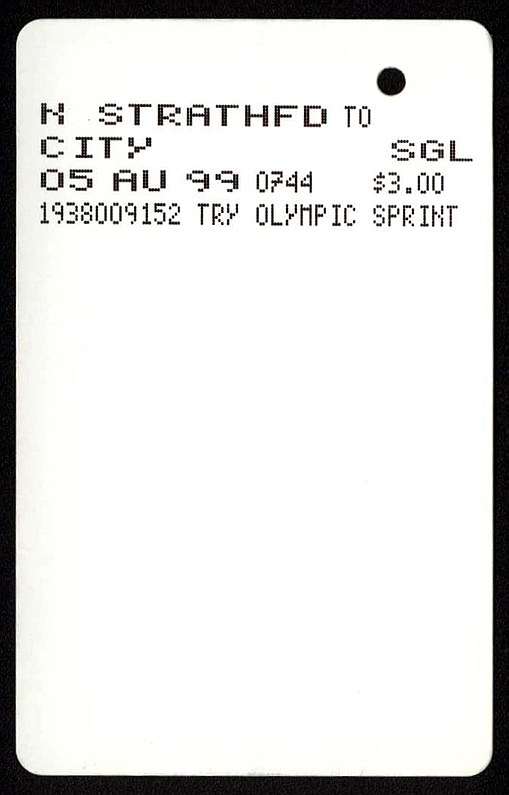 N STRATHFD TO
CITY SGL
05 AU 99 0744 $3.00
1938009152 TRY OLYMPIC SPRINT